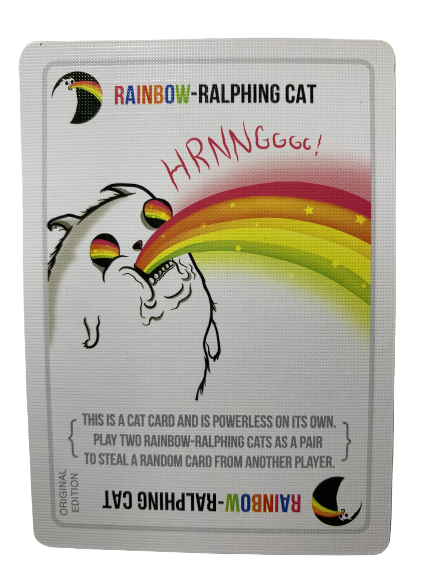 RAINBOW-RALPHING CAT
HRNNGGGG!
THIS IS A CAT CARD AND IS POWERLESS ON ITS OWN.
PLAY TWO RAINBOW-RALPHING CATS AS A PAIR
TO STEAL A RANDOM CARD FROM ANOTHER PLAYER.
ORIGINAL
EDITION
RAINBOW-RALPHING CAT